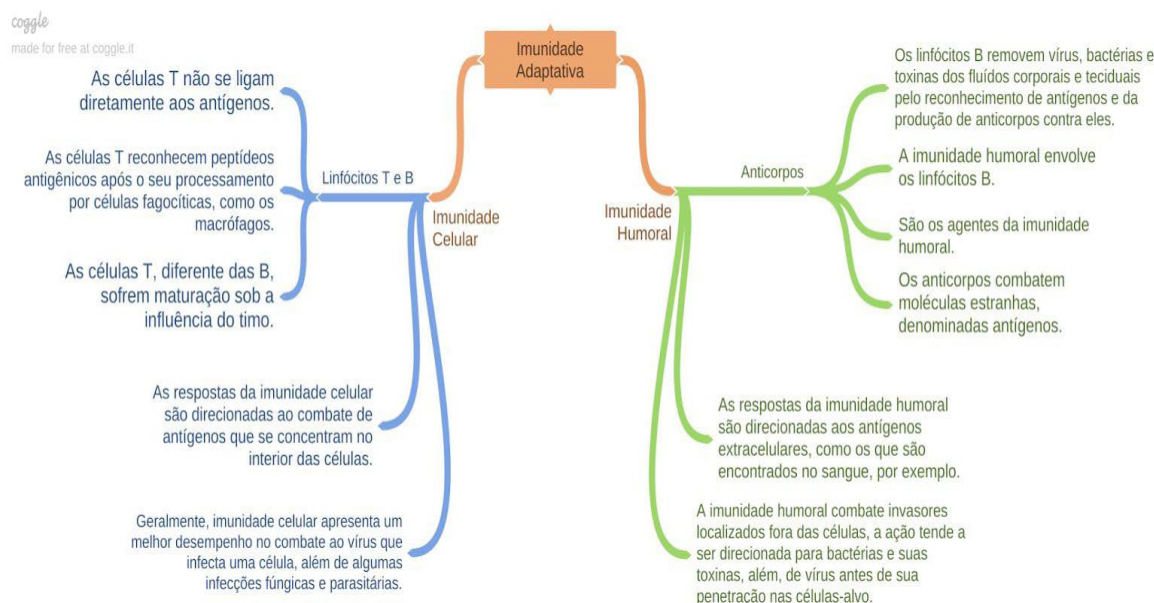 coggle
made for free at coggle.it
Imunidade
Adaptativa
As células T não se ligam
diretamente aos antígenos.
As células T reconhecem peptídeos
antigênicos após o seu processamento
por células fagocíticas, como os
macrófagos.
As células T, diferente das B,
sofrem maturação sob a
influência do timo.
Linfócitos T e B
Imunidade
Celular
As respostas da imunidade celular
são direcionadas ao combate de
antígenos que se concentram no
interior das células.
Geralmente, imunidade celular apresenta um
melhor desempenho no combate ao vírus que
infecta uma célula, além de algumas
infecções fúngicas e parasitárias.
Imunidade
Humoral
Anticorpos
Os linfócitos B removem vírus, bactérias e
toxinas dos fluídos corporais e teciduais
pelo reconhecimento de antígenos e da
produção de anticorpos contra eles.
A imunidade humoral envolve
os linfócitos B.
São os agentes da imunidade
humoral.
Os anticorpos combatem
moléculas estranhas,
denominadas antígenos.
As respostas da imunidade humoral
são direcionadas aos antígenos
extracelulares, como os que são
encontrados no sangue, por exemplo.
A imunidade humoral combate invasores
localizados fora das células, a ação tende a
ser direcionada para bactérias e suas
toxinas, além, de vírus antes de sua
penetração nas células-alvo.